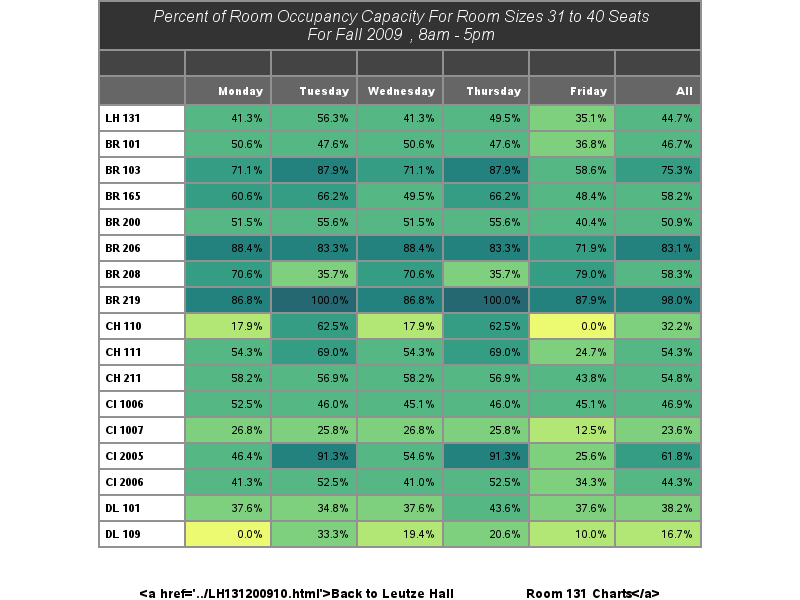 Percent of Room Occupancy Capacity For Room Sizes 31 to 40 Seats
For Fall 2009 , 8am - 5pm
Monday Tuesday Wednesday Thursday Friday All
LH 131 41.3% 56.3% 41.3% 49.5% 35.1% 44.7%
BR 101 50.6% 47.6% 50.6% 47.6% 36.8% 46.7%
BR 103 71.1% 87.9% 71.1% 87.9% 58.6% 75.3%
BR 165 60.6% 66.2% 49.5% 66.2% 48.4% 58.2%
BR 200 51.5% 55.6% 51.5% 55.6% 40.4% 50.9%
BR 206 88.4% 83.3% 88.4% 83.3% 71.9% 83.1%
BR 208 70.6% 35.7% 70.6% 35.7% 79.0% 58.3%
BR 219 86.8% 100.0% 86.8% 100.0% 87.9% 98.0%
CH 110 17.9% 62.5% 17.9% 62.5% 0.0% 32.2%
CH 111 54.3% 69.0% 54.3% 69.0% 24.7% 54.3%
CH 211 58.2% 56.9% 58.2% 56.9% 43.8% 54.8%
CI 1006 52.5% 46.0% 45.1% 46.0% 45.1% 46.9%
CI 1007 26.8% 25.8% 26.8% 25.8% 12.5% 23.6%
CI 2005 46.4% 91.3% 54.6% 91.3% 25.6% 61.8%
CI 2006 41.3% 52.5% 41.0% 52.5% 34.3% 44.3%
DL 101 37.6% 34.8% 37.6% 43.6% 37.6% 38.2%
DL 109 0.0% 33.3% 19.4% 20.6% 10.0% 16.7%
<a href='../LH131200910.html'>Back to Leutze Hall Room 131 Charts</a>